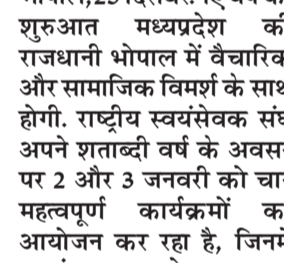 शुरुआत मध्यप्रदेश की
राजधानी भोपाल में वैचारिक
और सामाजिक विमर्श के साथ
होगी. राष्ट्रीय स्वयंसेवक संघ
अपने शताब्दी वर्ष के अवस
पर 2 और 3 जनवरी को चा
महत्वपूर्ण कार्यक्रमों क
आयोजन कर रहा है, जिनमें